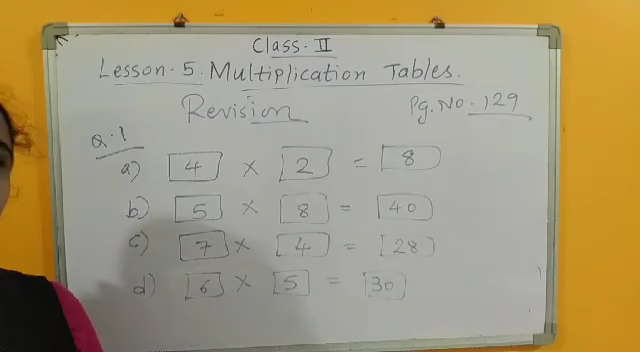 Class - II
Lesson - 5. Multiplication Tables.
Revision Pg. No. 129
Q. 1
a) 4 × 2 = 8
b) 5 × 8 = 40
c) 7 × 4 = 28
d) 6 × 5 = 30